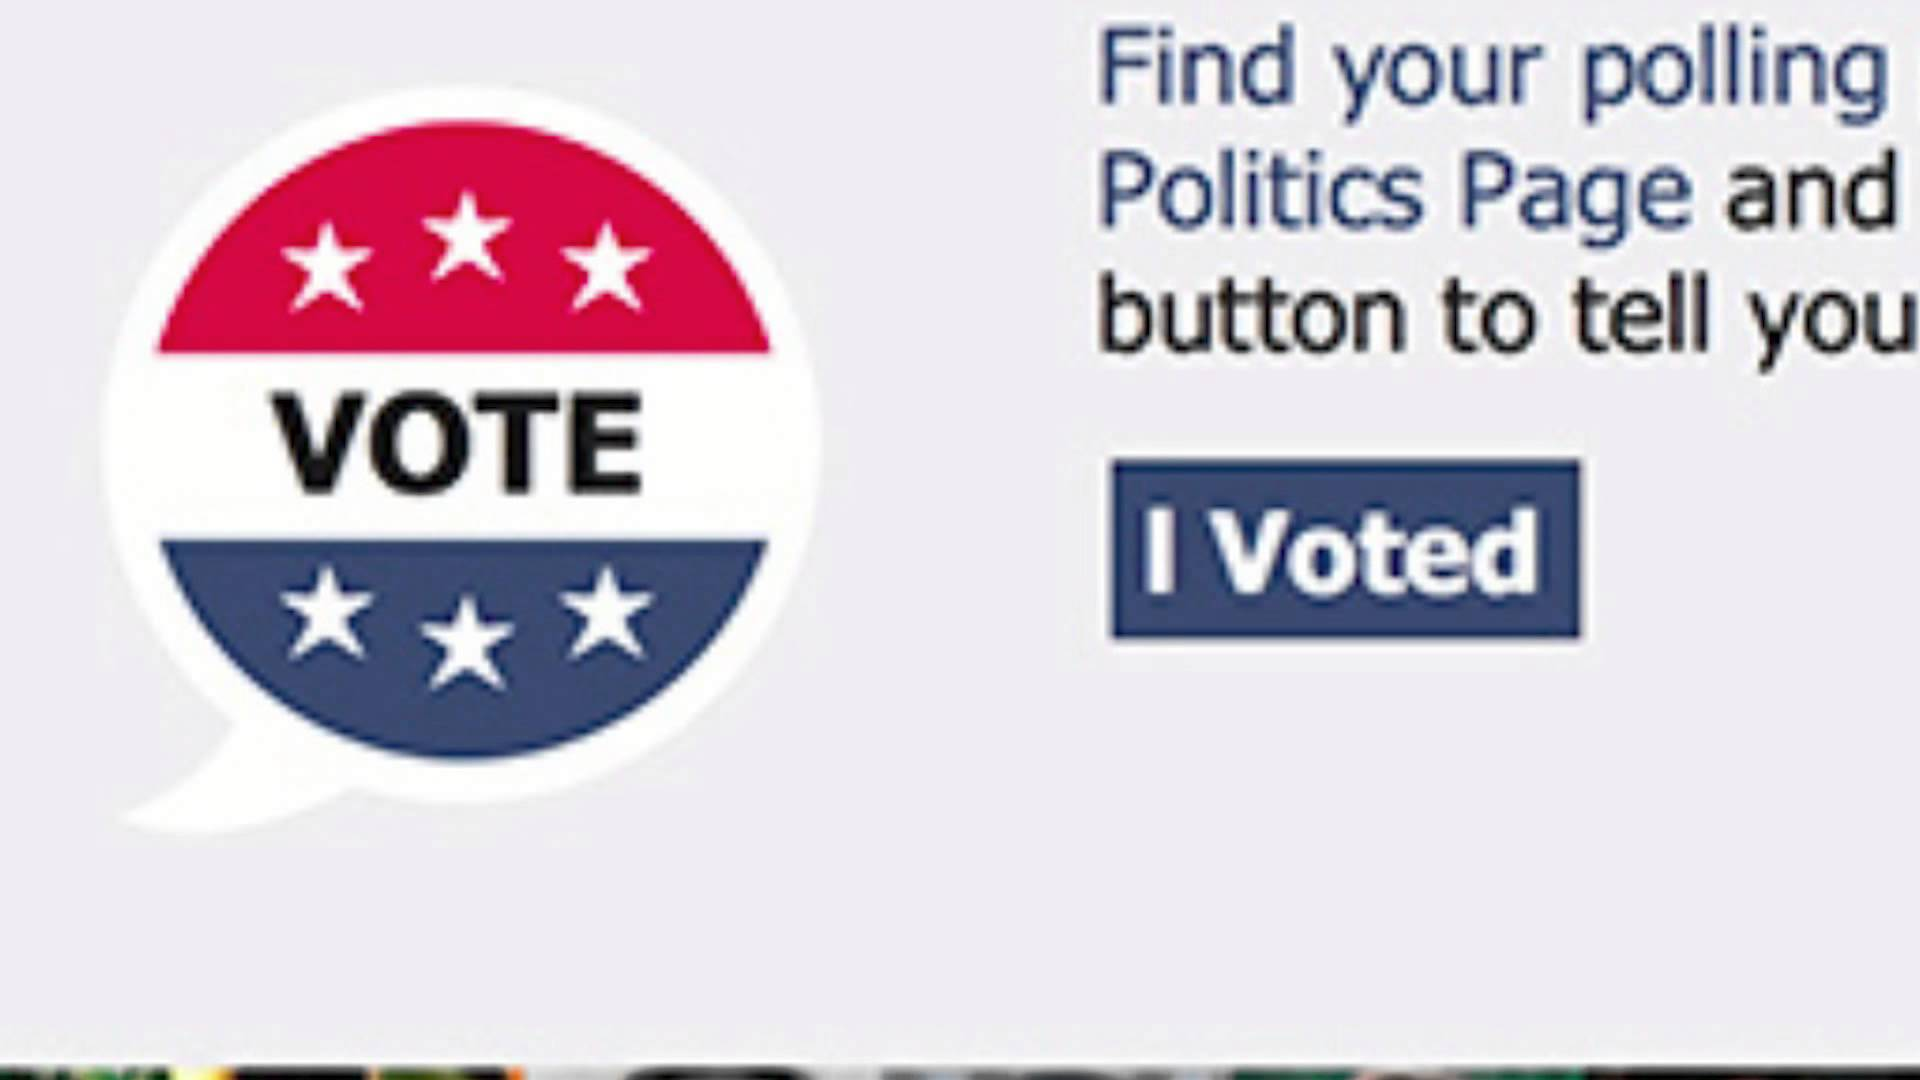 VOTE
Find your polling
Politics Page and
button to tell you
I Voted